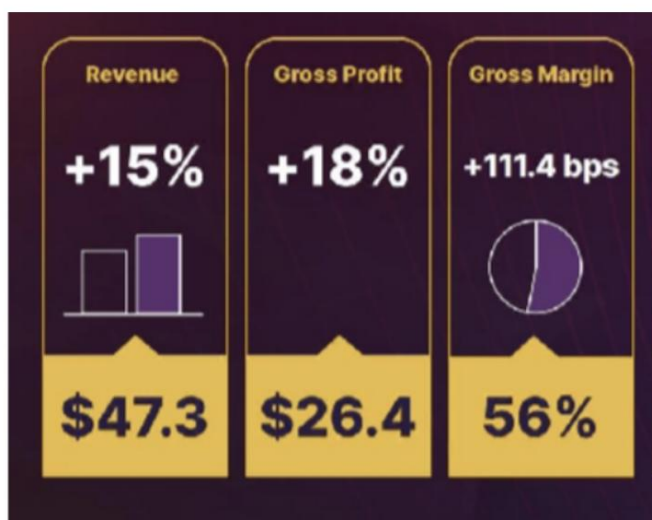 Revenue
+15%
$47.3
Gross Profit
+18%
$26.4
Gross Margin
+111.4 bps
56%